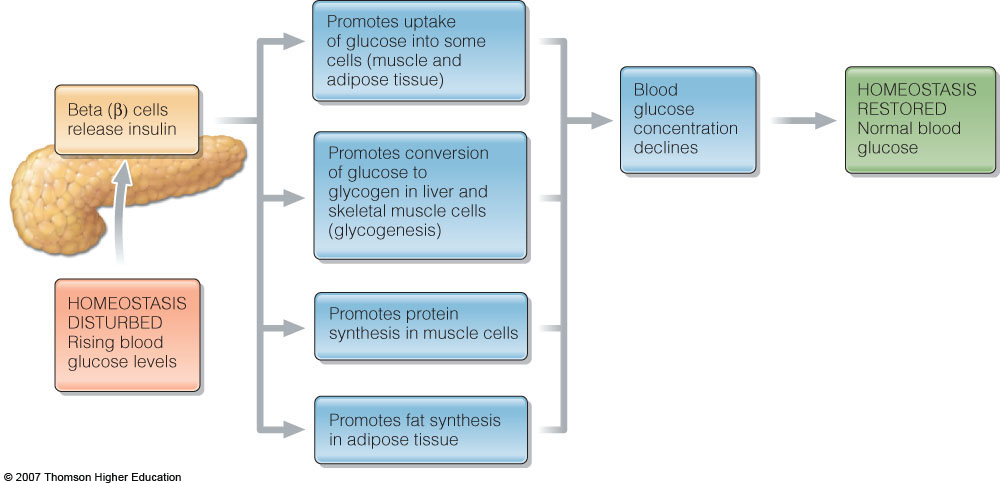 Promotes uptake
of glucose into some
cells (muscle and
adipose tissue)
Beta (β) cells
release insulin
Blood
glucose
concentration
declines
HOMEOSTASIS
RESTORED
Normal blood
glucose
Promotes conversion
of glucose to
glycogen in liver and
skeletal muscle cells
(glycogenesis)
HOMEOSTASIS
DISTURBED
Rising blood
glucose levels
Promotes protein
synthesis in muscle cells
Promotes fat synthesis
in adipose tissue
© 2007 Thomson Higher Education